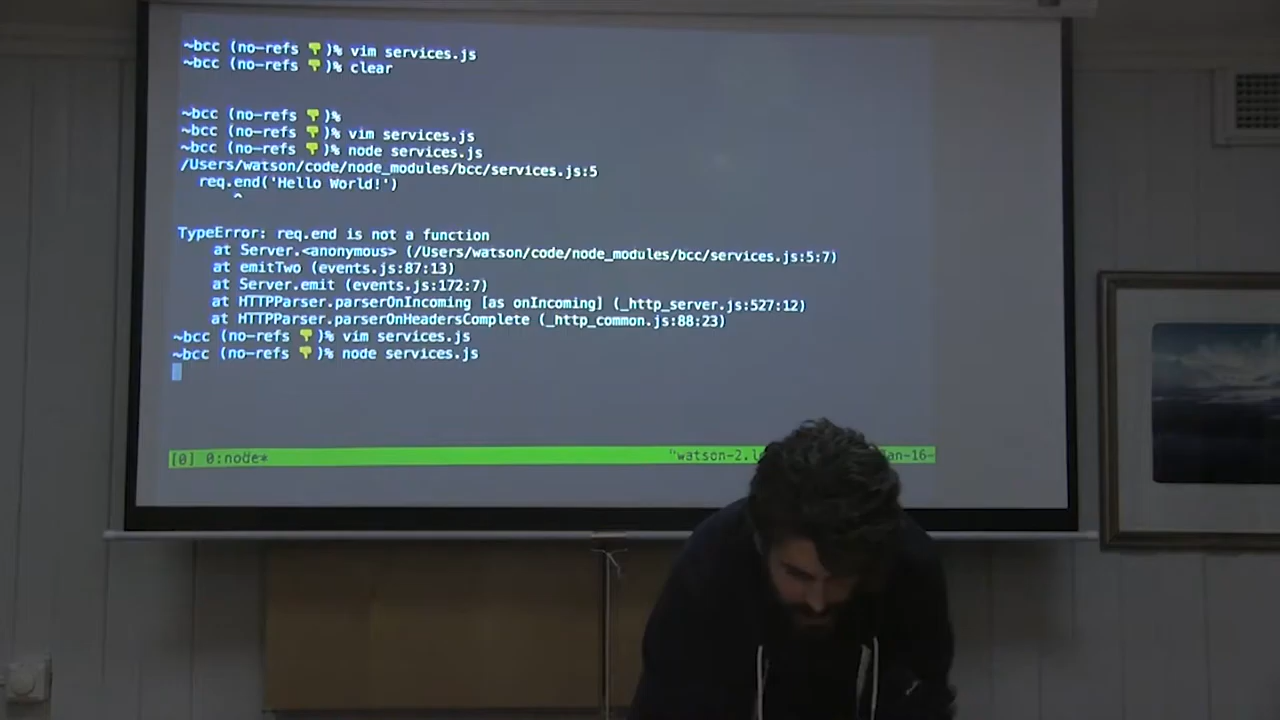 ~bcc (no-refs 👎)% vim services.js
~bcc (no-refs 👎)% clear
~bcc (no-refs 👎)%
~bcc (no-refs 👎)% vim services.js
~bcc (no-refs 👎)% node services.js
/Users/watson/code/node_modules/bcc/services.js:5
req.end('Hello World!')
^
TypeError: req.end is not a function
at Server.<anonymous> (/Users/watson/code/node_modules/bcc/services.js:5:7)
at emitTwo (events.js:87:13)
at Server.emit (events.js:172:7)
at HTTPParser.parserOnIncoming [as onIncoming] (_http_server.js:527:12)
at HTTPParser.parserOnHeadersComplete (_http_common.js:88:23)
~bcc (no-refs 👎)% vim services.js
~bcc (no-refs 👎)% node services.js
[0] 0:node* "watson-2.l an-16-